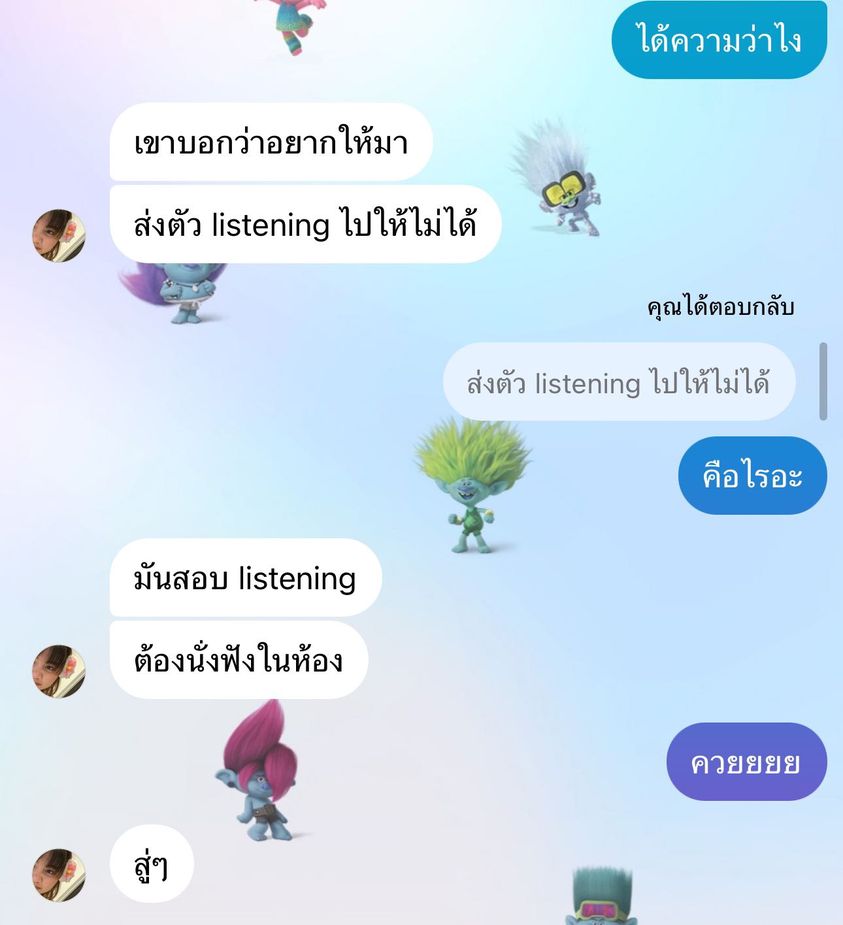 ได้ความว่าไง
เขาบอกว่าอยากให้มา
ส่งตัว listening ไปให้ไม่ได้
คุณได้ตอบกลับ
ส่งตัว listening ไปให้ไม่ได้
คือไรอะ
มันสอบ listening
ต้องนั่งฟังในห้อง
ควยยยย
สู่ๆ